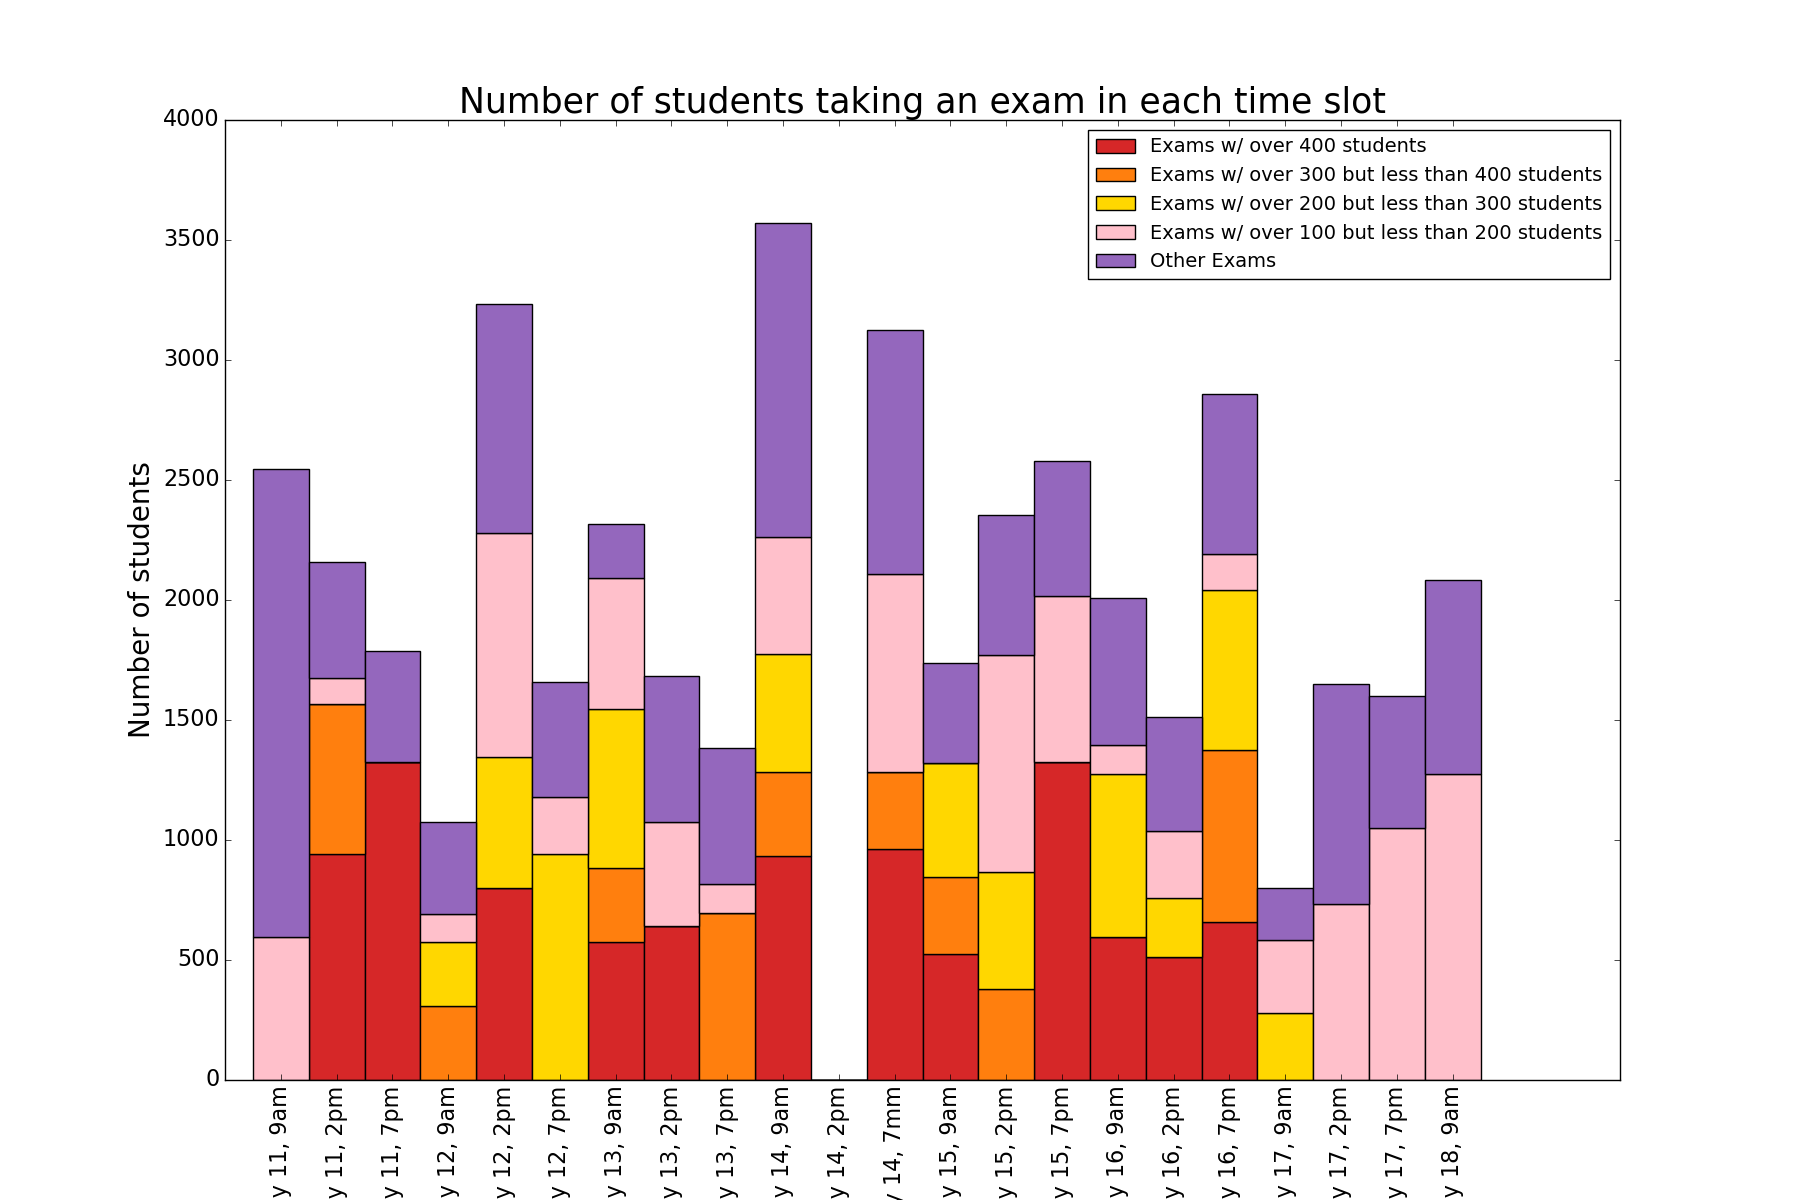 Number of students taking an exam in each time slot
Exams w/ over 400 students
Exams w/ over 300 but less than 400 students
Exams w/ over 200 but less than 300 students
Exams w/ over 100 but less than 200 students
Other Exams
Number of students
4000
3500
3000
2500
2000
1500
1000
500
0
y 11, 9am
y 11, 2pm
y 11, 7pm
y 12, 9am
y 12, 2pm
y 12, 7pm
y 13, 9am
y 13, 2pm
y 13, 7pm
y 14, 9am
y 14, 2pm
y 14, 7mm
y 15, 9am
y 15, 2pm
y 15, 7pm
y 16, 9am
y 16, 2pm
y 16, 7pm
y 17, 9am
y 17, 2pm
y 17, 7pm
y 18, 9am